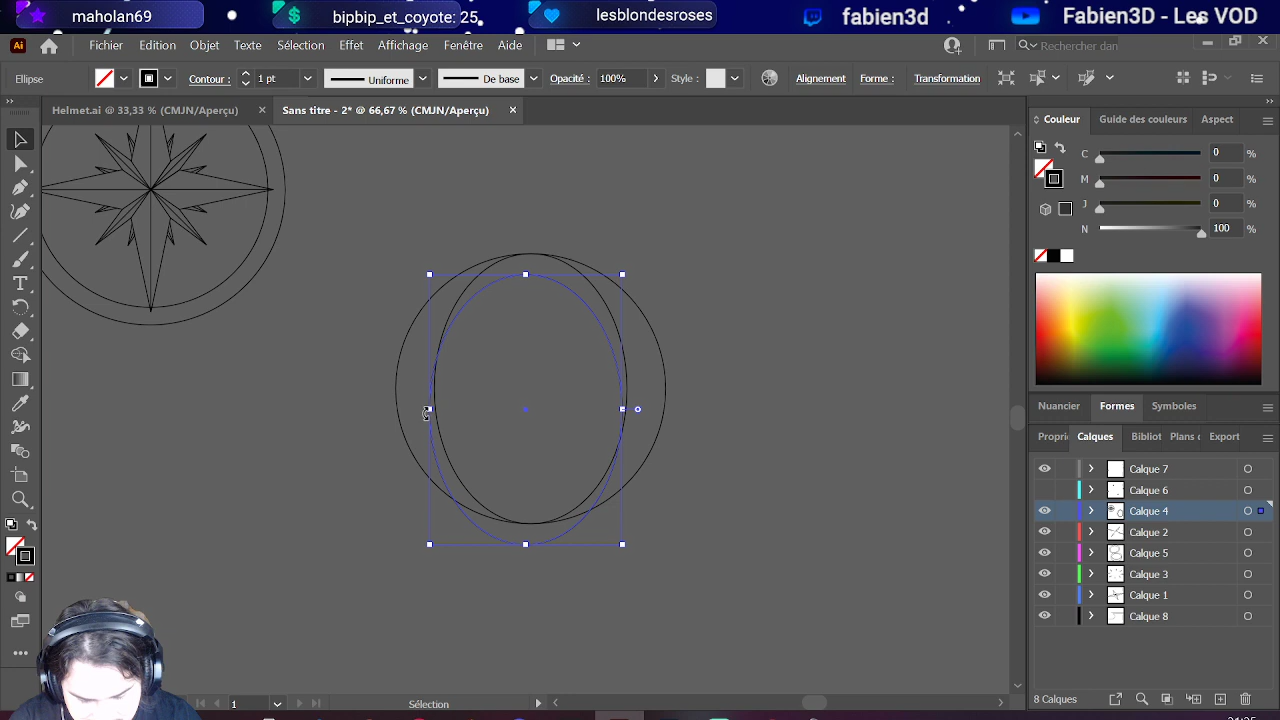 maholan69
bipbip_et_coyote: 25
lesblondesroses
fabien3d
Fabien3D - Les VOD
Ai
Fichier Edition Objet Texte Sélection Effet Affichage Fenêtre Aide
Rechercher dan
Ellipse
Contour :
1 pt
Uniforme
De base
Opacité :
100%
Style :
Alignement
Forme :
Transformation
Helmet.ai @ 33,33 % (CMJN/Aperçu)
Sans titre - 2* @ 66,67 % (CMJN/Aperçu)
Couleur
Guide des couleurs
Aspect
C 0 %
M 0 %
J 0 %
N 100 %
Nuancier Formes Symbols
Calques
Bibliot
Plans
Export
Calque 7
Calque 6
Calque 4
Calque 2
Calque 5
Calque 3
Calque 1
Calque 8
8 Calques
1
Sélection